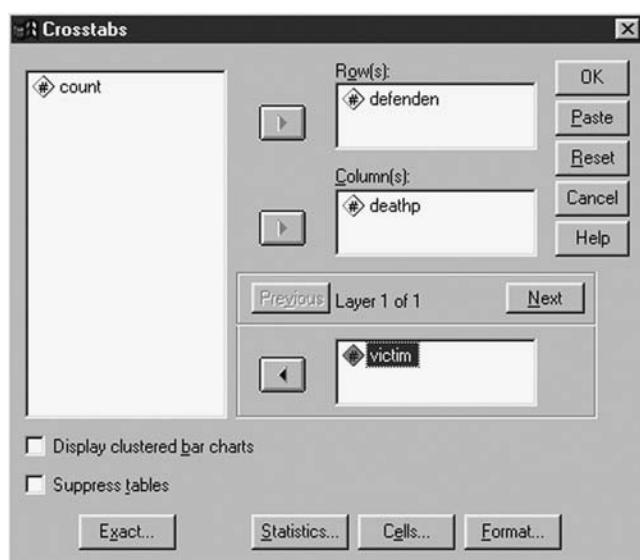 Crosstabs
count
Row(s):
defenden
Column(s):
deathp
OK
Paste
Reset
Cancel
Help
Previous Layer 1 of 1 Next
victim
Display clustered bar charts
Suppress tables
Exact... Statistics... Cells... Format...